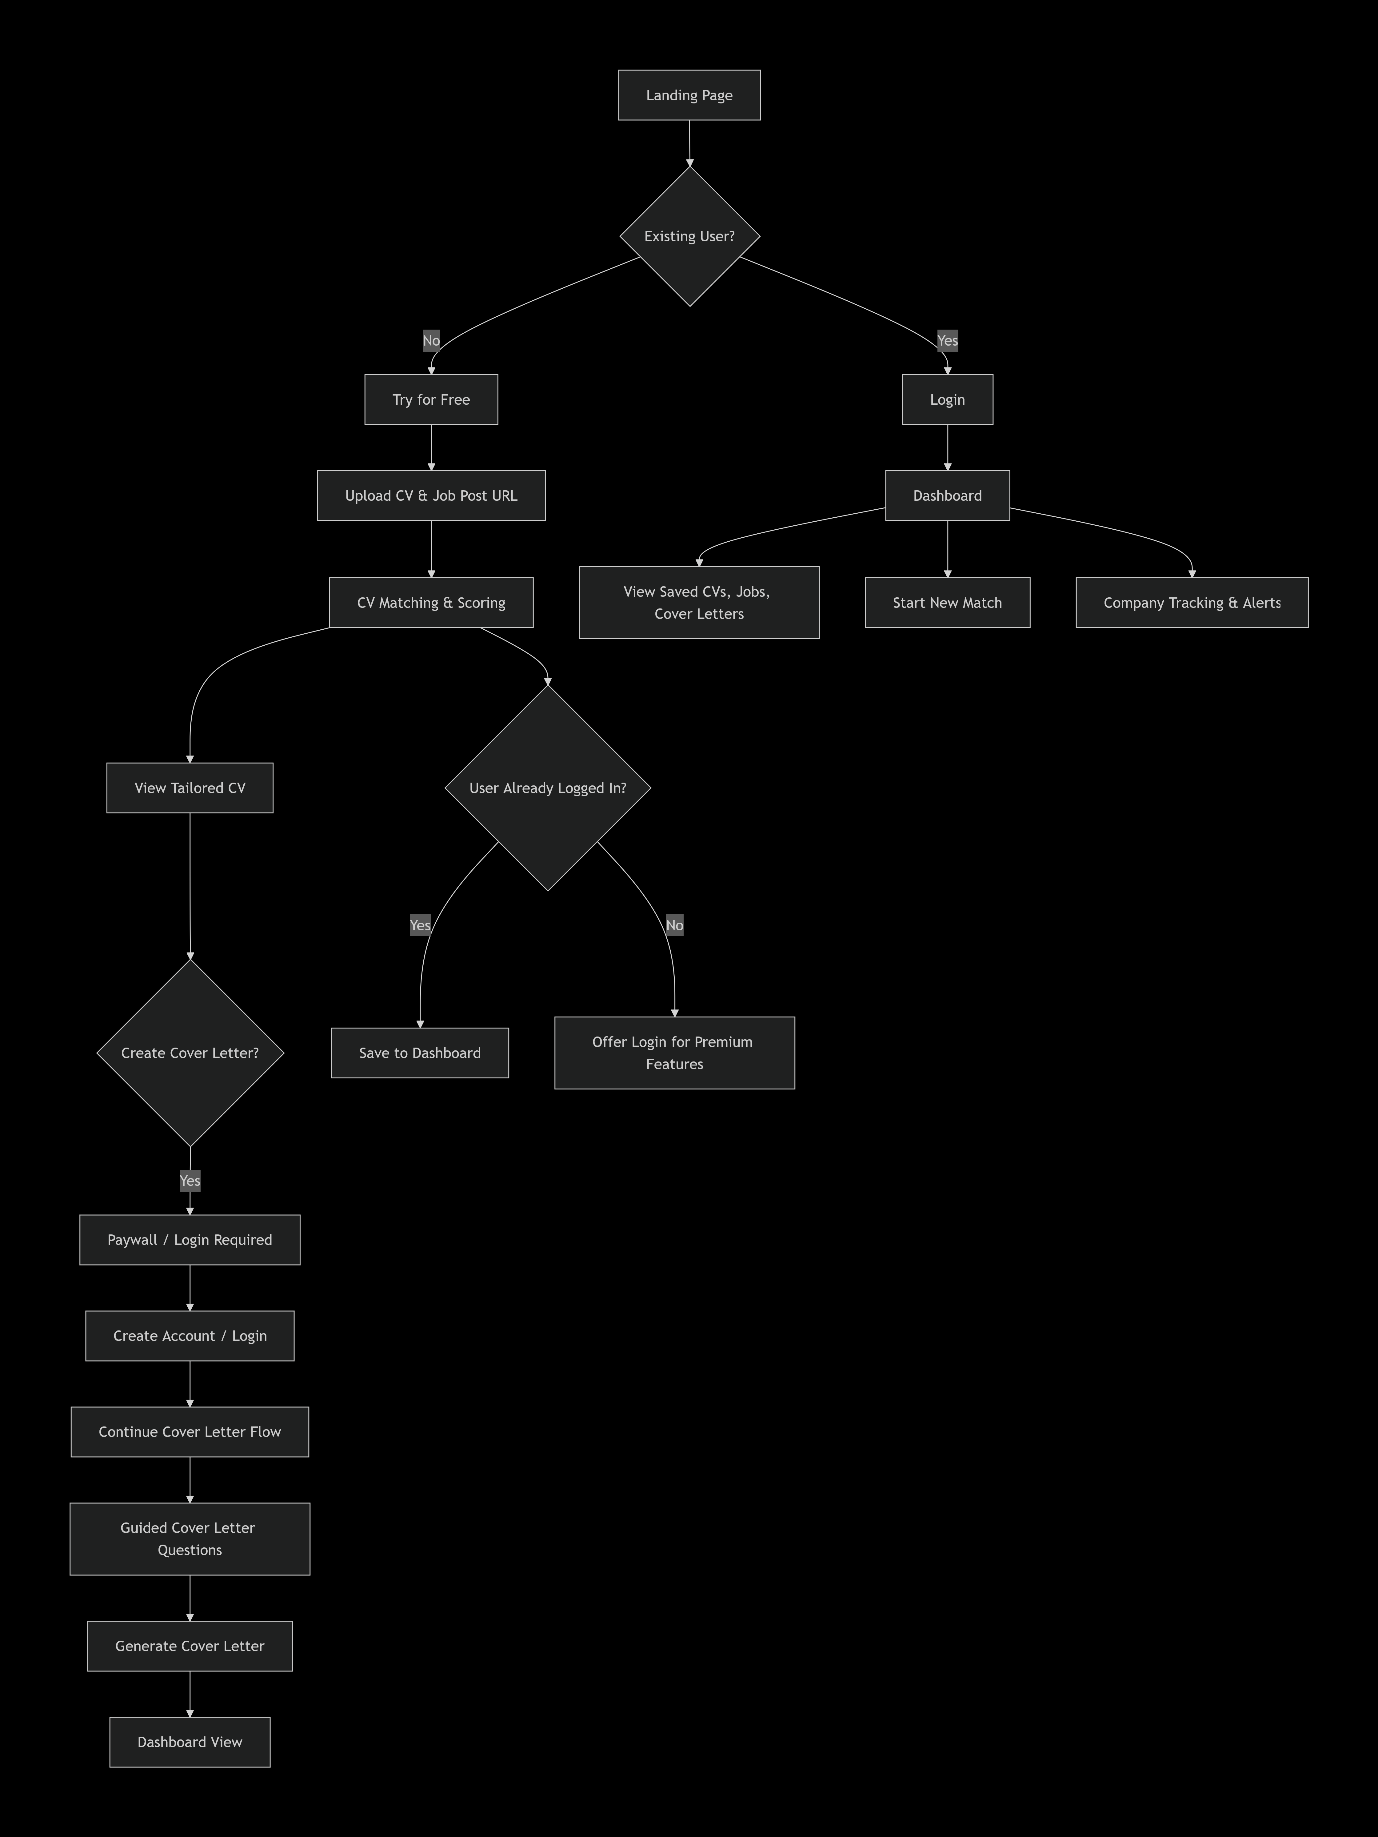 Landing Page
Existing User?
No
Yes
Try for Free
Login
Upload CV & Job Post URL
Dashboard
CV Matching & Scoring
View Saved CVs, Jobs,
Cover Letters
Start New Match
Company Tracking & Alerts
View Tailored CV
User Already Logged In?
Yes
No
Create Cover Letter?
Save to Dashboard
Offer Login for Premium
Features
Yes
Paywall / Login Required
Create Account / Login
Continue Cover Letter Flow
Guided Cover Letter
Questions
Generate Cover Letter
Dashboard View